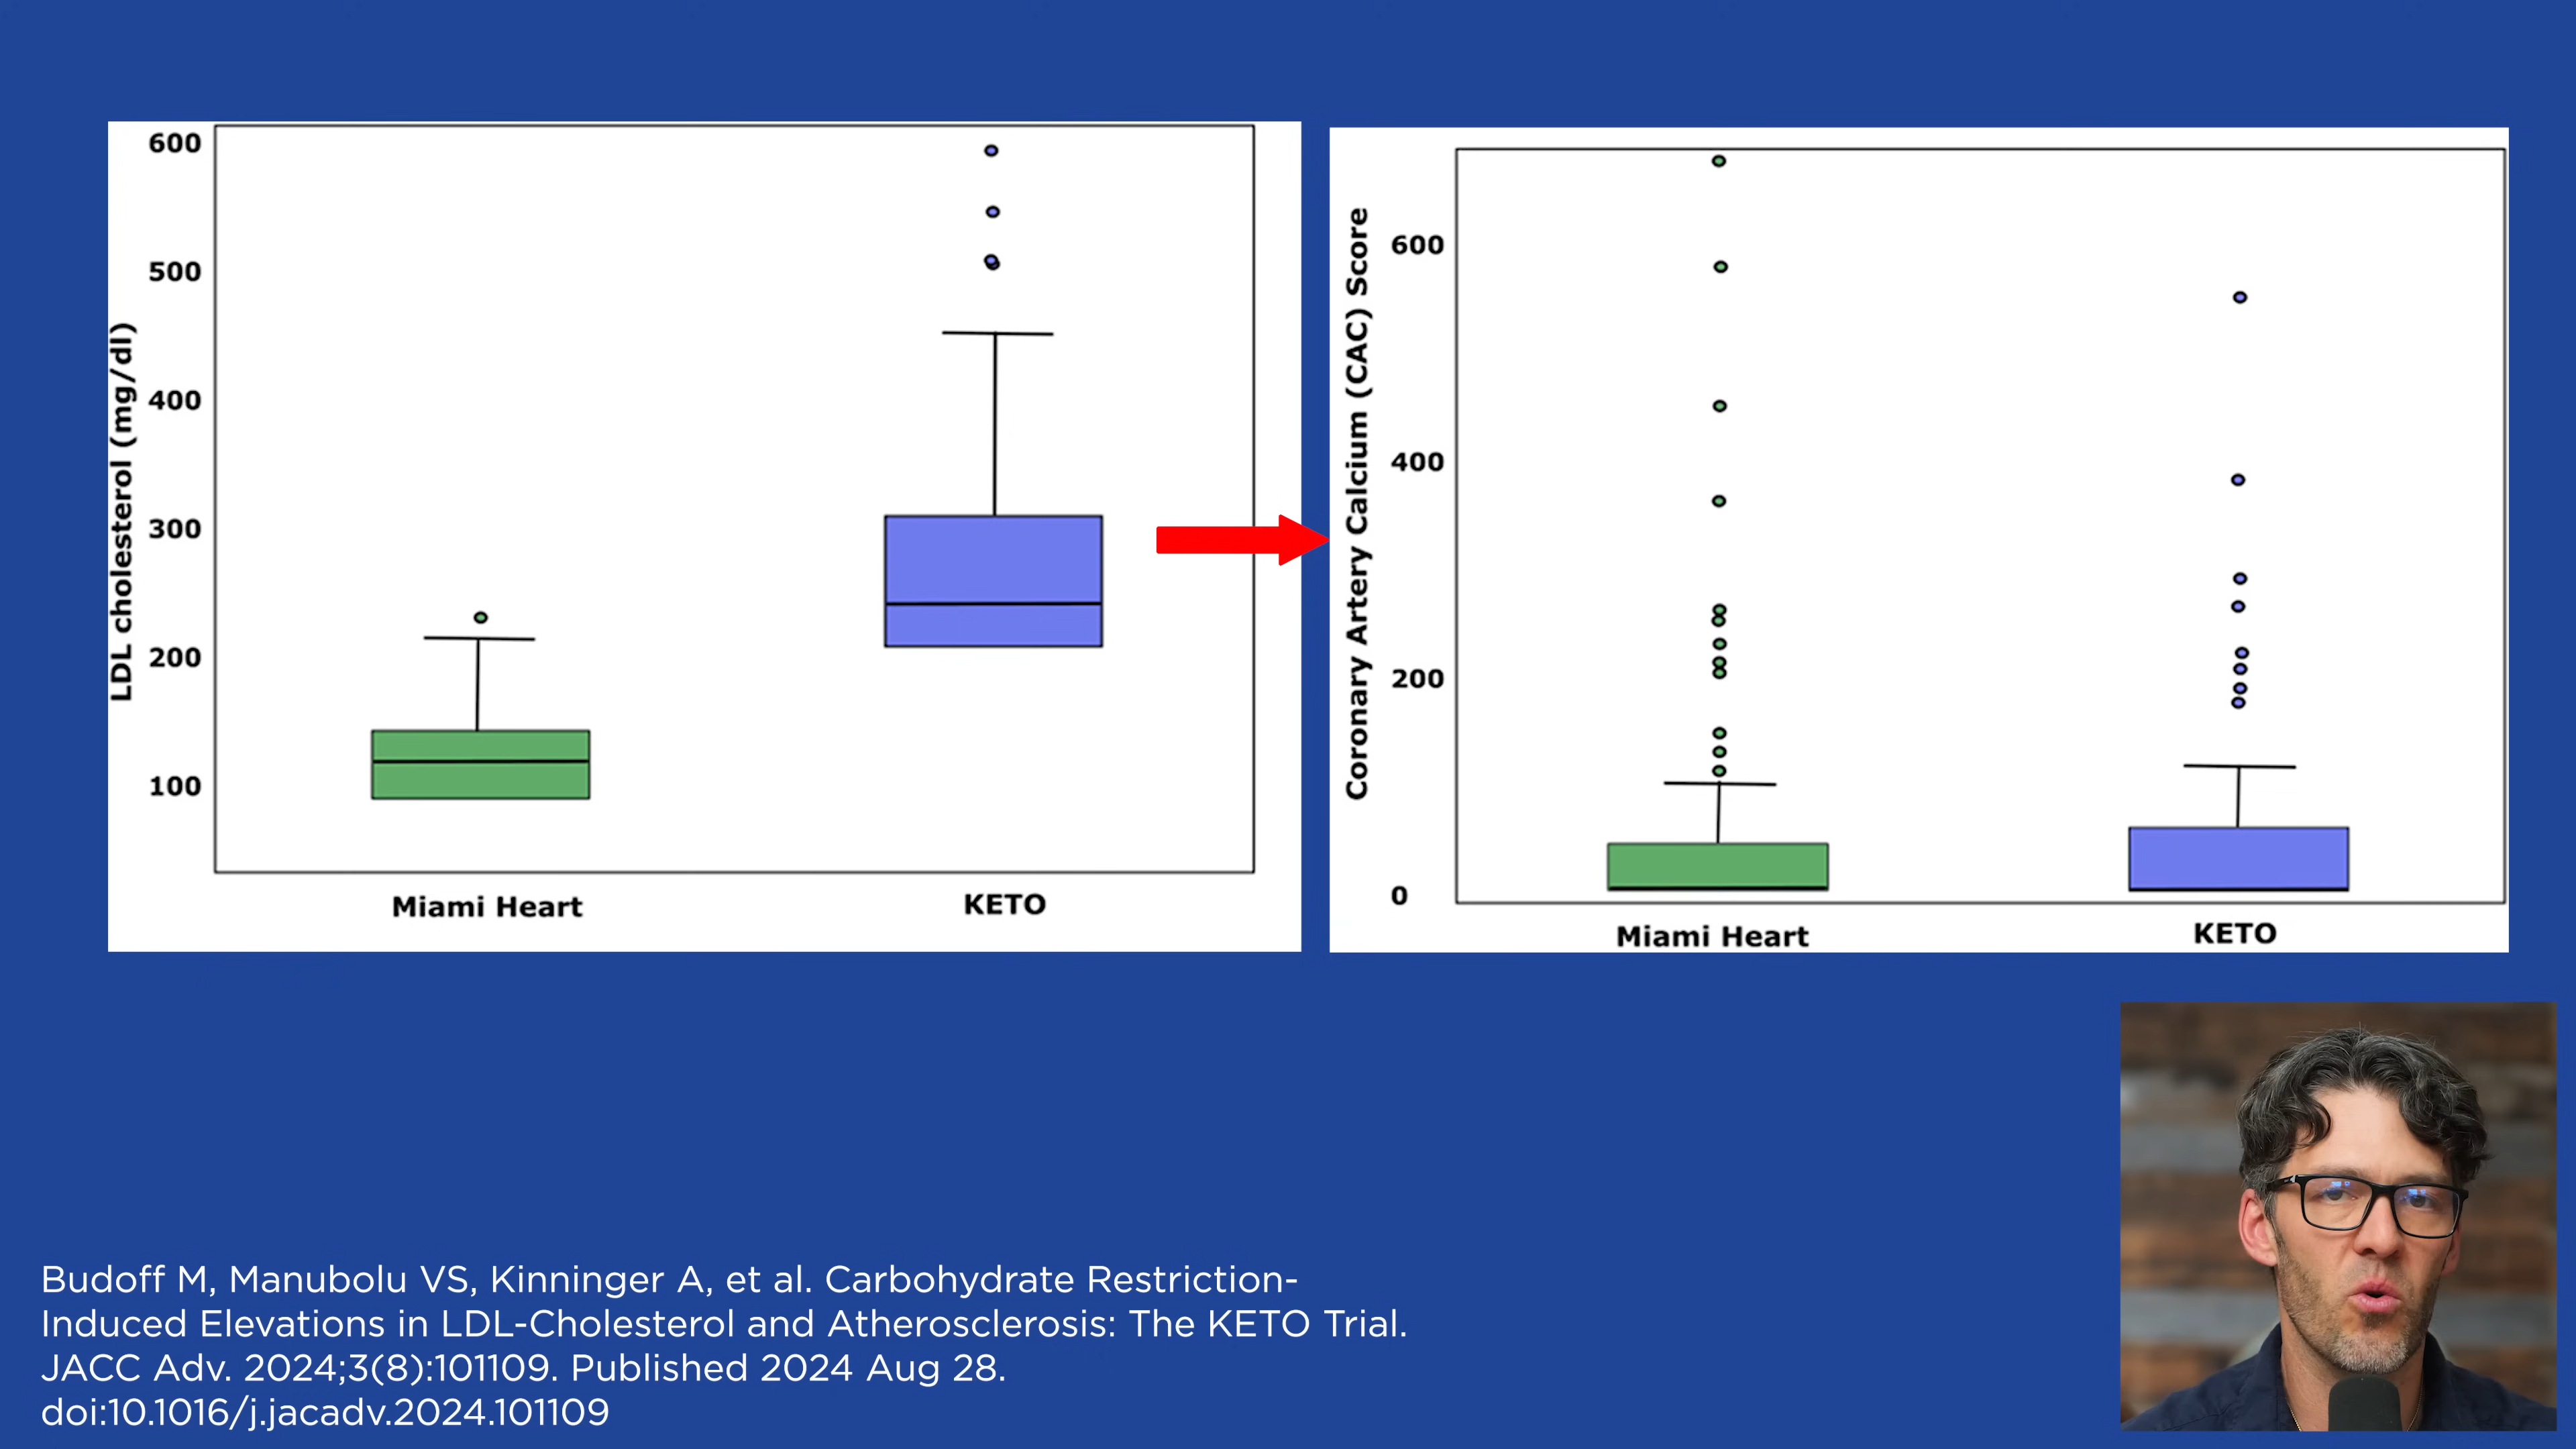 600
500
400
300
200
100
LDL cholesterol (mg/dl)
Miami Heart
KETO
Coronary Artery Calcium (CAC) Score
600
400
200
0
Miami Heart
KETO
Budoff M, Manubolu VS, Kinninger A, et al. Carbohydrate Restriction-
Induced Elevations in LDL-Cholesterol and Atherosclerosis: The KETO Trial.
JACC Adv. 2024;3(8):101109. Published 2024 Aug 28.
doi:10.1016/j.jacadv.2024.101109